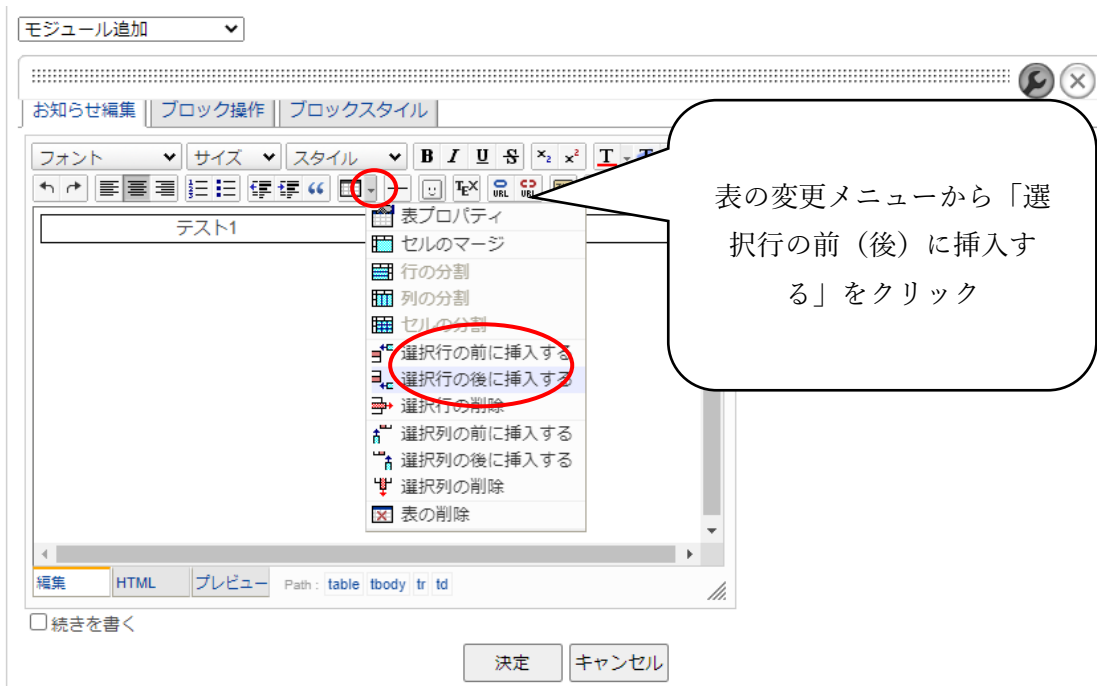 モジュール追加
お知らせ編集 ブロック操作 ブロックスタイル
フォント サイズ スタイル B I U S x₂ x² T
TEX URL URL
テスト1
表プロパティ
セルのマージ
行の分割
列の分割
セルの分割
選択行の前に挿入する
選択行の後に挿入する
選択行の削除
選択列の前に挿入する
選択列の後に挿入する
選択列の削除
表の削除
表の変更メニューから「選
択行の前（後）に挿入す
る」をクリック
編集 HTML プレビュー Path : table tbody tr td
続きを書く
決定 キャンセル